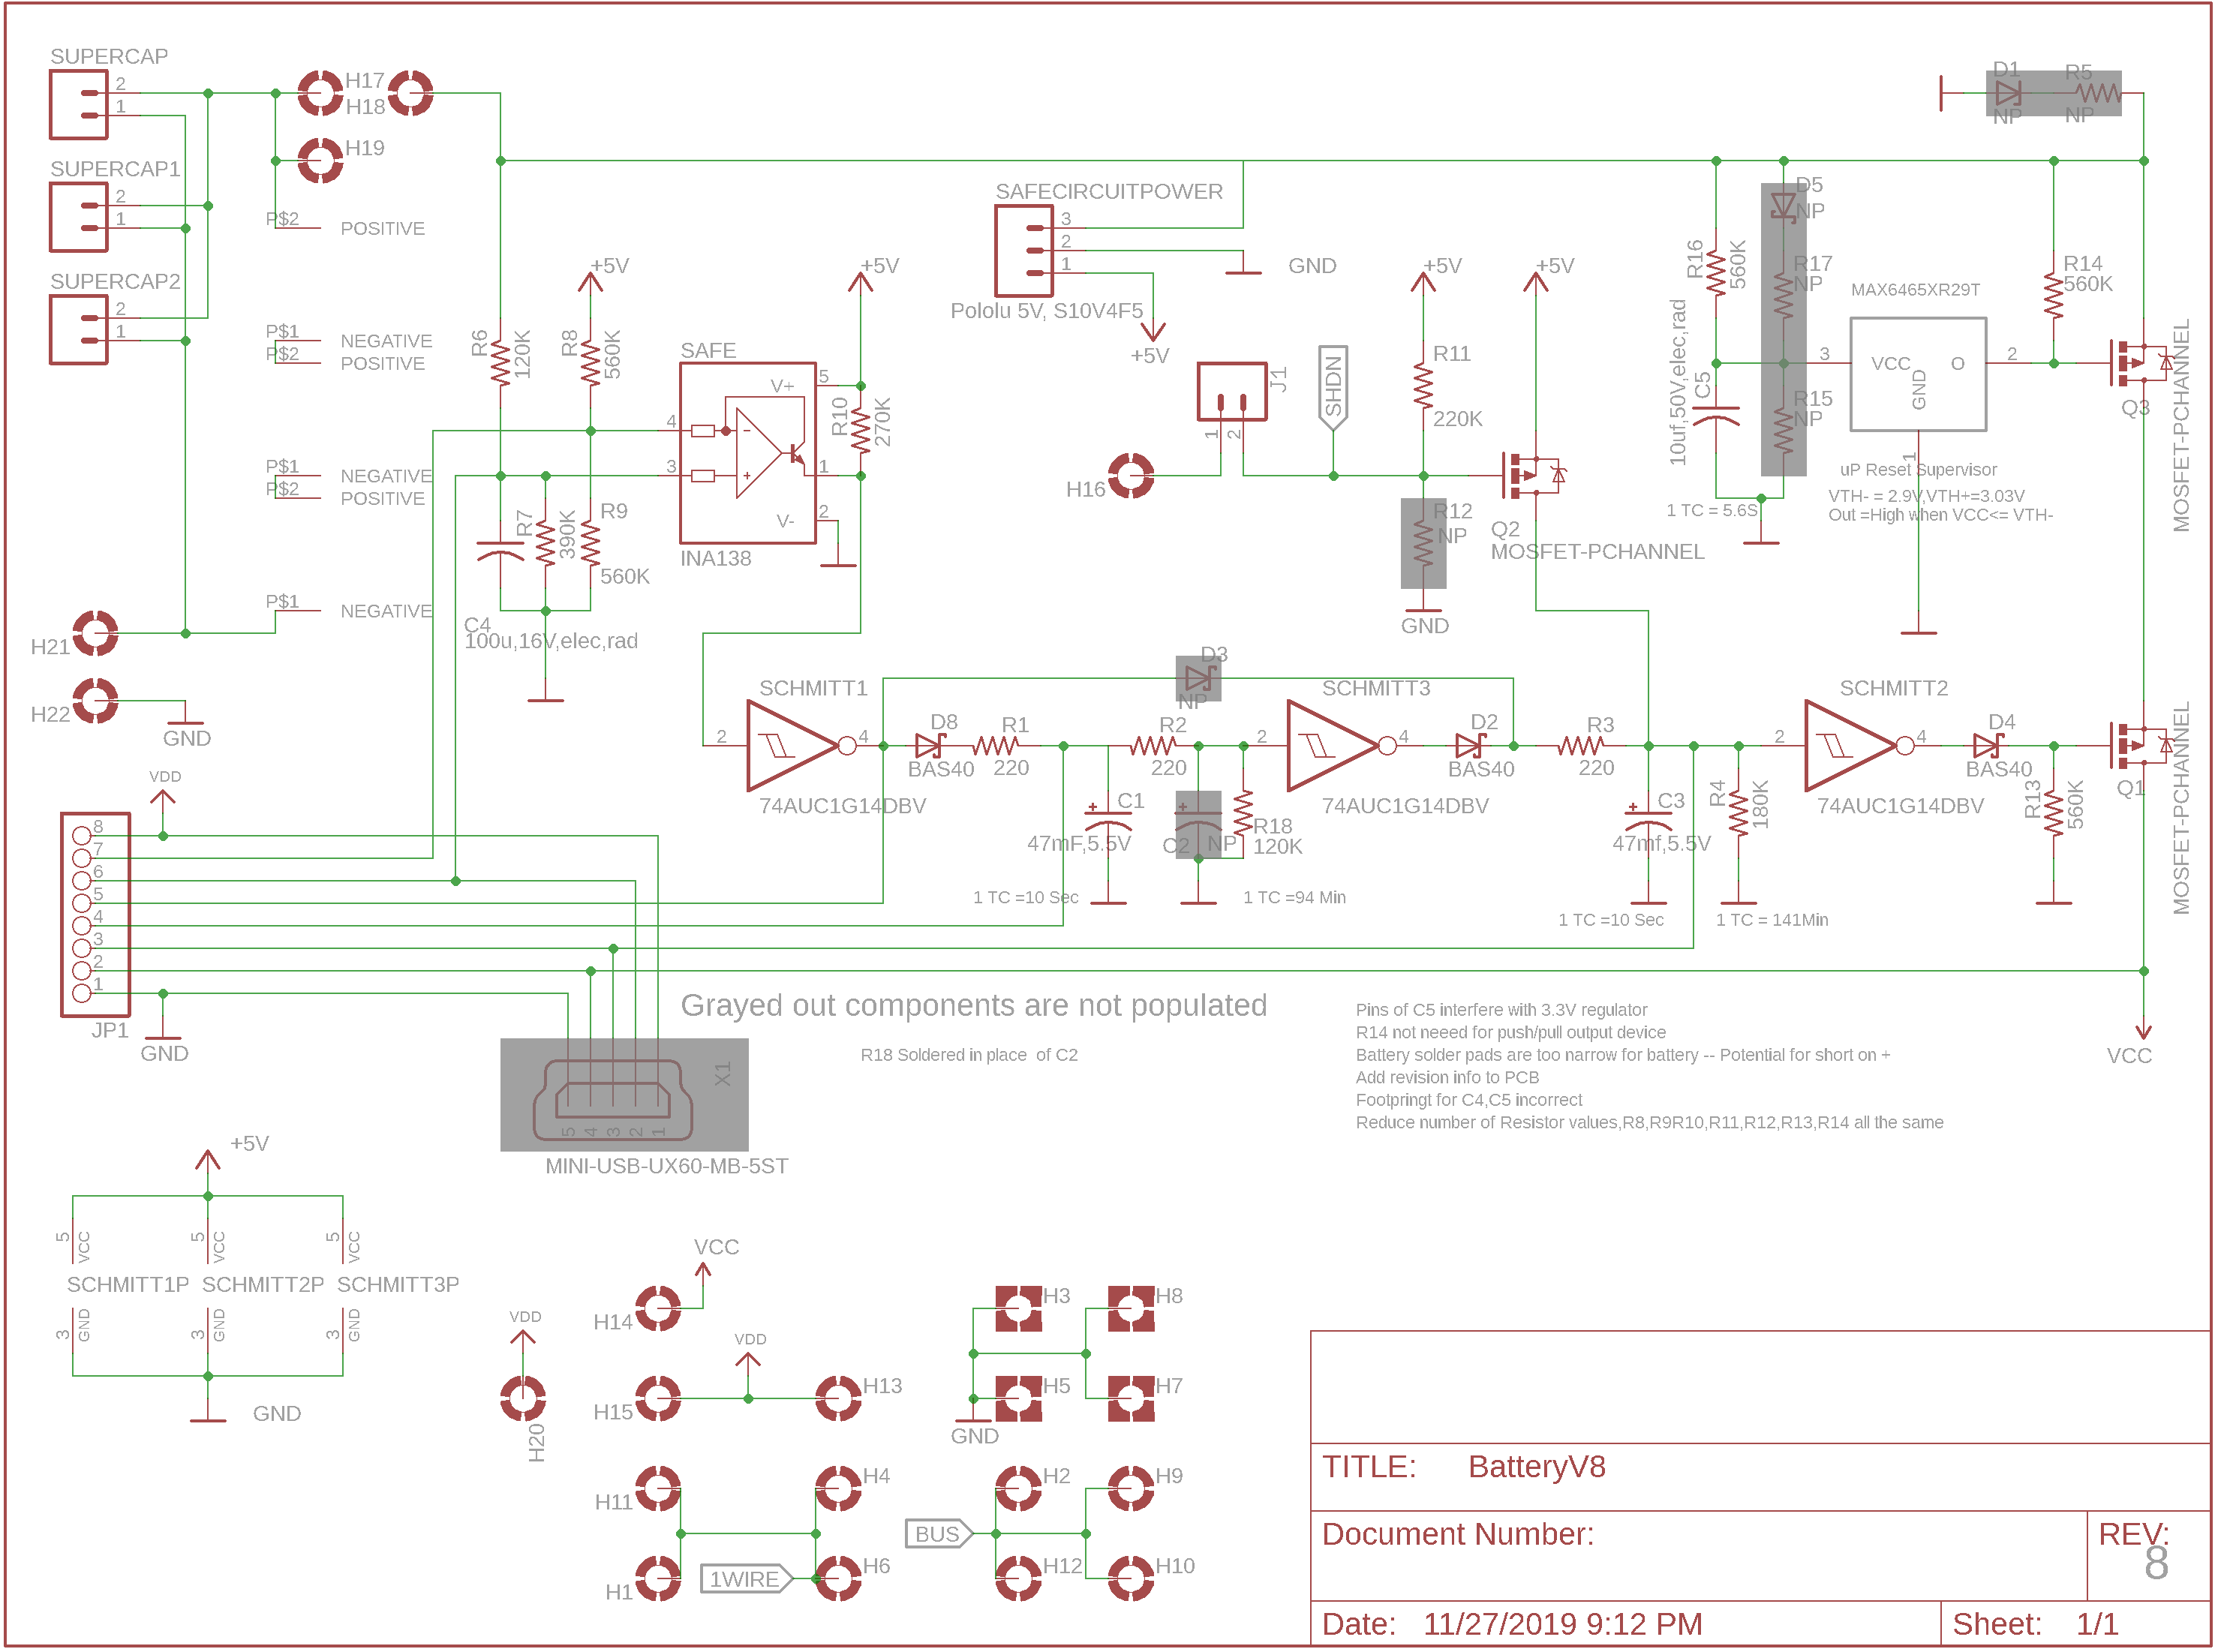 SUPERCAP
2
1
SUPERCAP1
2
1
SUPERCAP2
2
1
H17
H18
H19
P$2 POSITIVE
P$1 NEGATIVE
P$2 POSITIVE
P$1 NEGATIVE
P$2 POSITIVE
P$1 NEGATIVE
H21
H22
GND
VDD
8
7
6
5
4
3
2
1
JP1
GND
R6
120K
+5V
R8
560K
SAFE
V+
V-
4
3
5
1
2
INA138
+5V
R10
270K
R7
390K
R9
560K
C4
100u,16V,elec,rad
SAFECIRCUITPOWER
3
2
1
Pololu 5V, S10V4F5
GND
+5V
J1
1
2
H16
SHDN
+5V
R11
220K
R12
NP
GND
+5V
Q2
MOSFET-PCHANNEL
D1
NP
R5
NP
R16
560K
C5
10uf,50V,elec,rad
1 TC = 5.6S
D5
NP
R17
NP
R15
NP
MAX6465XR29T
3
VCC
O
GND
2
1
uP Reset Supervisor
VTH- = 2.9V,VTH+=3.03V
Out =High when VCC<= VTH-
R14
560K
Q3
MOSFET-PCHANNEL
SCHMITT1
2
4
74AUC1G14DBV
D8
BAS40
R1
220
D3
NP
C1
47mF,5.5V
1 TC =10 Sec
R2
220
C2
NP
R18
120K
1 TC =94 Min
SCHMITT3
2
4
74AUC1G14DBV
D2
BAS40
R3
220
C3
47mf,5.5V
1 TC =10 Sec
R4
180K
1 TC = 141Min
SCHMITT2
2
4
74AUC1G14DBV
D4
BAS40
R13
560K
Q1
MOSFET-PCHANNEL
VCC
Grayed out components are not populated
R18 Soldered in place of C2
X1
5 4 3 2 1
MINI-USB-UX60-MB-5ST
Pins of C5 interfere with 3.3V regulator
R14 not neeed for push/pull output device
Battery solder pads are too narrow for battery -- Potential for short on +
Add revision info to PCB
Footpringt for C4,C5 incorrect
Reduce number of Resistor values,R8,R9R10,R11,R12,R13,R14 all the same
+5V
5
VCC
5
VCC
5
VCC
SCHMITT1P SCHMITT2P SCHMITT3P
3
GND
3
GND
3
GND
GND
VDD
H20
VCC
H14
VDD
H15
H13
H11
H4
H1
1WIRE
H6
H3
H8
H5
H7
GND
H2
H9
BUS
H12
H10
TITLE: BatteryV8
Document Number:
REV:
8
Date: 11/27/2019 9:12 PM
Sheet: 1/1